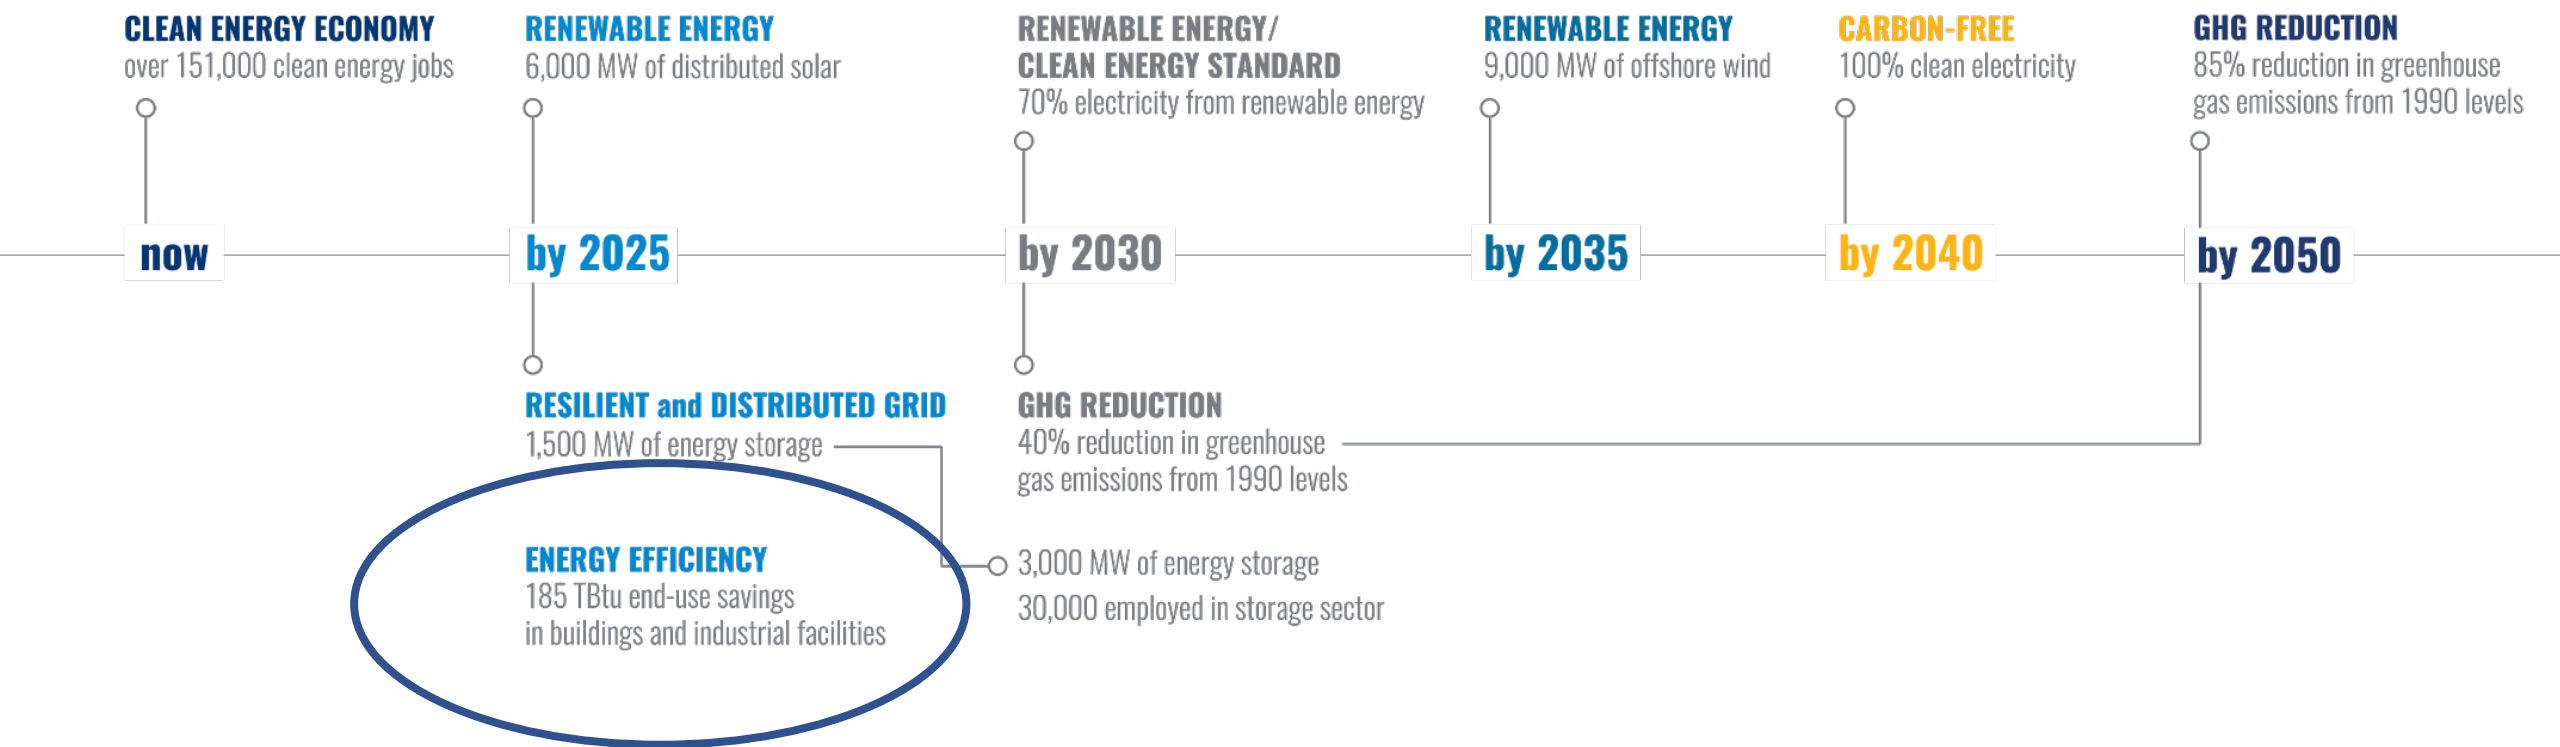 CLEAN ENERGY ECONOMY
over 151,000 clean energy jobs
RENEWABLE ENERGY
6,000 MW of distributed solar
RENEWABLE ENERGY/
CLEAN ENERGY STANDARD
70% electricity from renewable energy
RENEWABLE ENERGY
9,000 MW of offshore wind
CARBON-FREE
100% clean electricity
GHG REDUCTION
85% reduction in greenhouse
gas emissions from 1990 levels
now
by 2025
by 2030
by 2035
by 2040
by 2050
RESILIENT and DISTRIBUTED GRID
1,500 MW of energy storage
ENERGY EFFICIENCY
185 TBtu end-use savings
in buildings and industrial facilities
GHG REDUCTION
40% reduction in greenhouse
gas emissions from 1990 levels
3,000 MW of energy storage
30,000 employed in storage sector